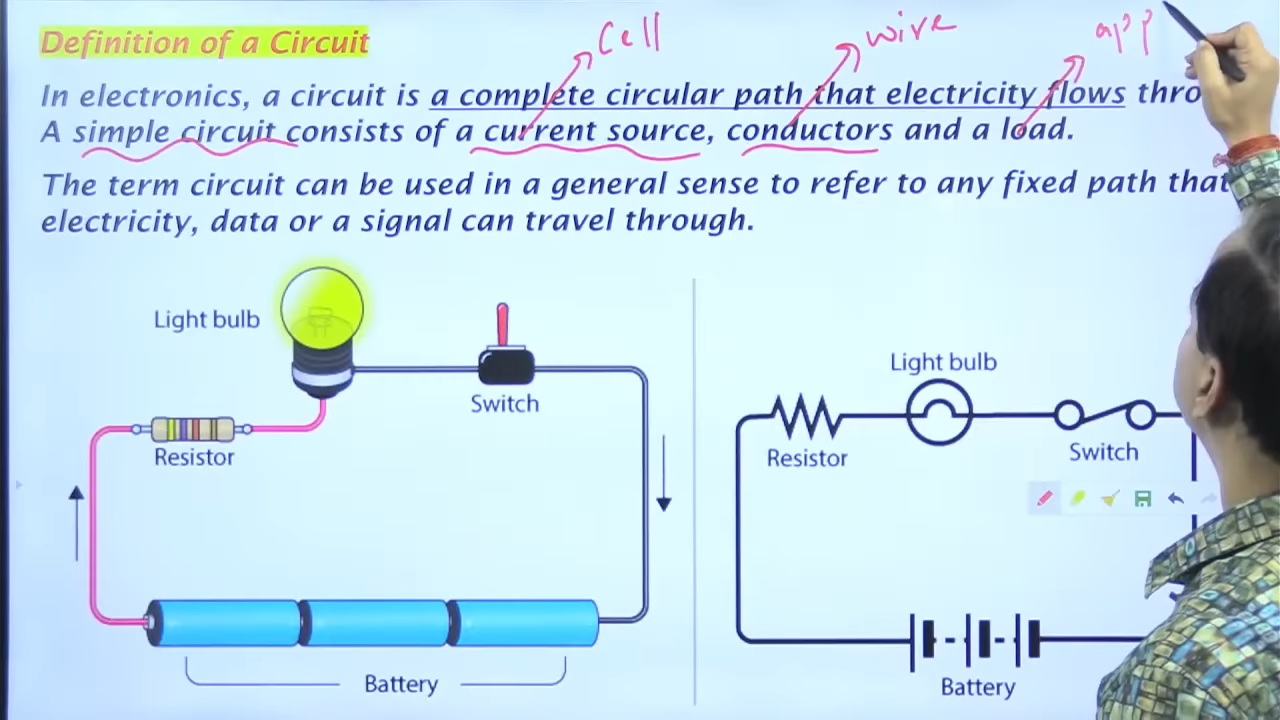 Definition of a Circuit
Cell
wire
app
In electronics, a circuit is a complete circular path that electricity flows thro
A simple circuit consists of a current source, conductors and a load.
The term circuit can be used in a general sense to refer to any fixed path that
electricity, data or a signal can travel through.
Light bulb
Switch
Resistor
Battery
Light bulb
Resistor
Switch
Battery